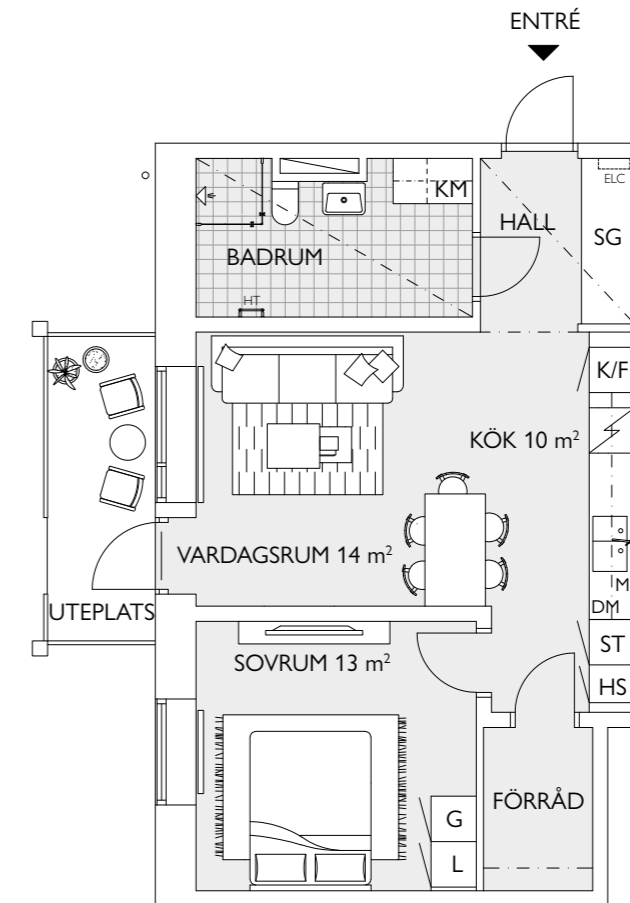 ENTRÉ
ELC
KM
HALL
SG
BADRUM
HT
K/F
KÖK 10 m²
VARDAGSRUM 14 m²
M
UTEPLATS
DM
ST
SOVRUM 13 m²
HS
FÖRRÅD
G
L